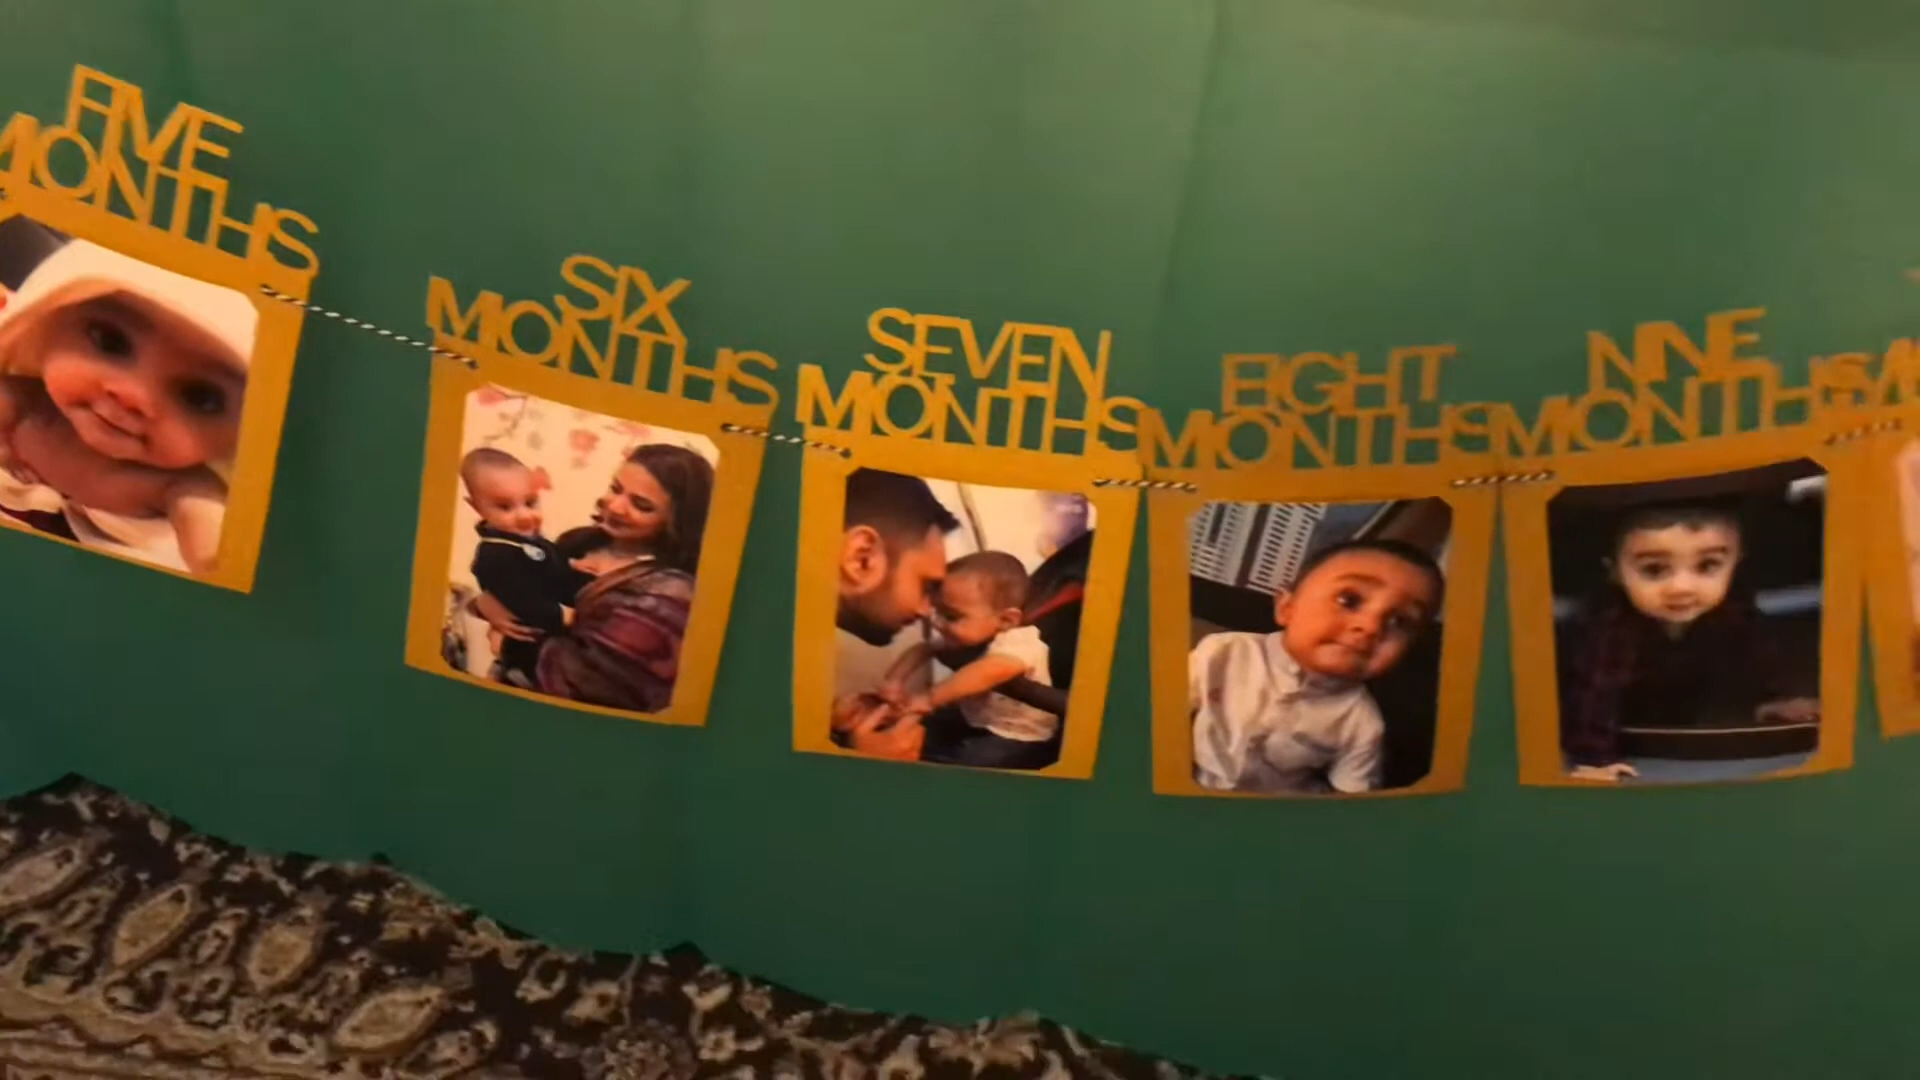 FIVE
MONTHS
SIX
MONTHS
SEVEN
MONTHS
EIGHT
MONTHS
NINE
MONTHS